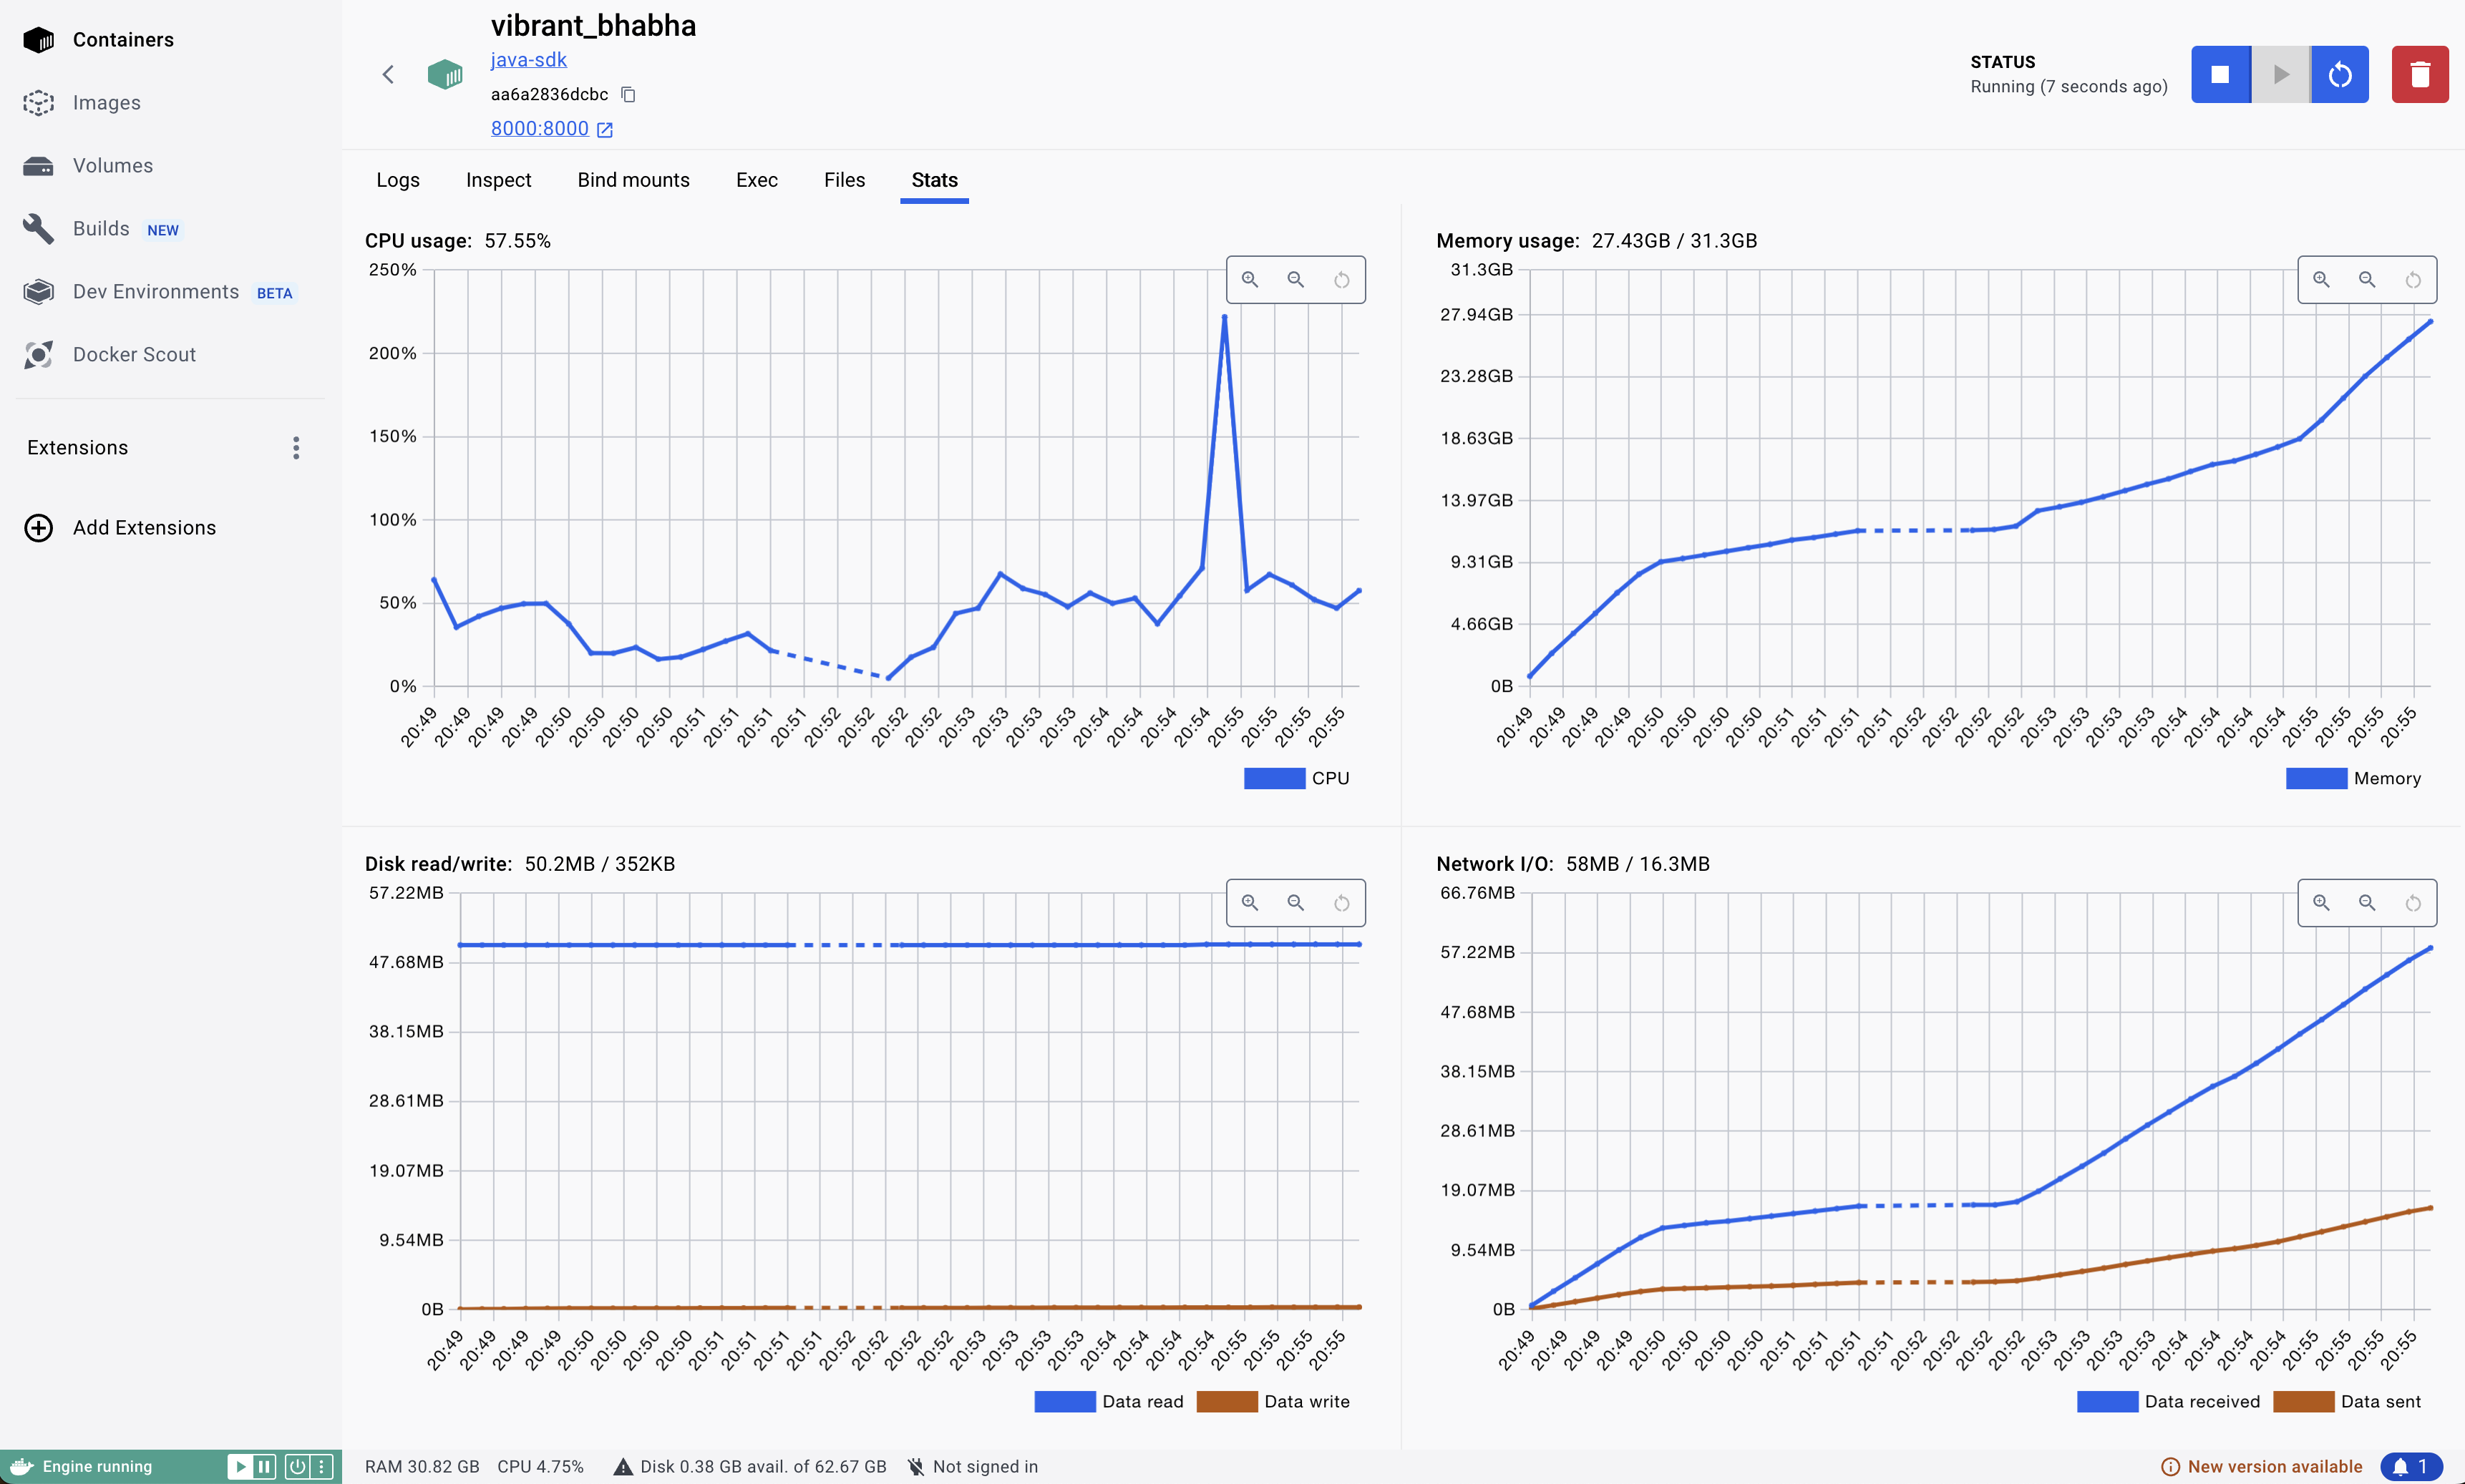 Containers
Images
Volumes
Builds NEW
Dev Environments BETA
Docker Scout
Extensions
Add Extensions
vibrant_bhabha
java-sdk
aa6a2836dcbc
8000:8000
STATUS
Running (7 seconds ago)
Logs Inspect Bind mounts Exec Files Stats
CPU usage: 57.55%
250%
200%
150%
100%
50%
0%
20:49 20:49 20:49 20:49 20:50 20:50 20:50 20:50 20:51 20:51 20:51 20:51 20:52 20:52 20:52 20:52 20:53 20:53 20:53 20:53 20:54 20:54 20:54 20:54 20:55 20:55 20:55 20:55
CPU
Memory usage: 27.43GB / 31.3GB
31.3GB
27.94GB
23.28GB
18.63GB
13.97GB
9.31GB
4.66GB
0B
20:49 20:49 20:49 20:49 20:50 20:50 20:50 20:50 20:51 20:51 20:51 20:51 20:52 20:52 20:52 20:52 20:53 20:53 20:53 20:53 20:54 20:54 20:54 20:54 20:55 20:55 20:55 20:55
Memory
Disk read/write: 50.2MB / 352KB
57.22MB
47.68MB
38.15MB
28.61MB
19.07MB
9.54MB
0B
20:49 20:49 20:49 20:49 20:50 20:50 20:50 20:50 20:51 20:51 20:51 20:51 20:52 20:52 20:52 20:52 20:53 20:53 20:53 20:53 20:54 20:54 20:54 20:54 20:55 20:55 20:55 20:55
Data read Data write
Network I/O: 58MB / 16.3MB
66.76MB
57.22MB
47.68MB
38.15MB
28.61MB
19.07MB
9.54MB
0B
20:49 20:49 20:49 20:49 20:50 20:50 20:50 20:50 20:51 20:51 20:51 20:51 20:52 20:52 20:52 20:52 20:53 20:53 20:53 20:53 20:54 20:54 20:54 20:54 20:55 20:55 20:55 20:55
Data received Data sent
Engine running
RAM 30.82 GB CPU 4.75% Disk 0.38 GB avail. of 62.67 GB Not signed in
New version available 1